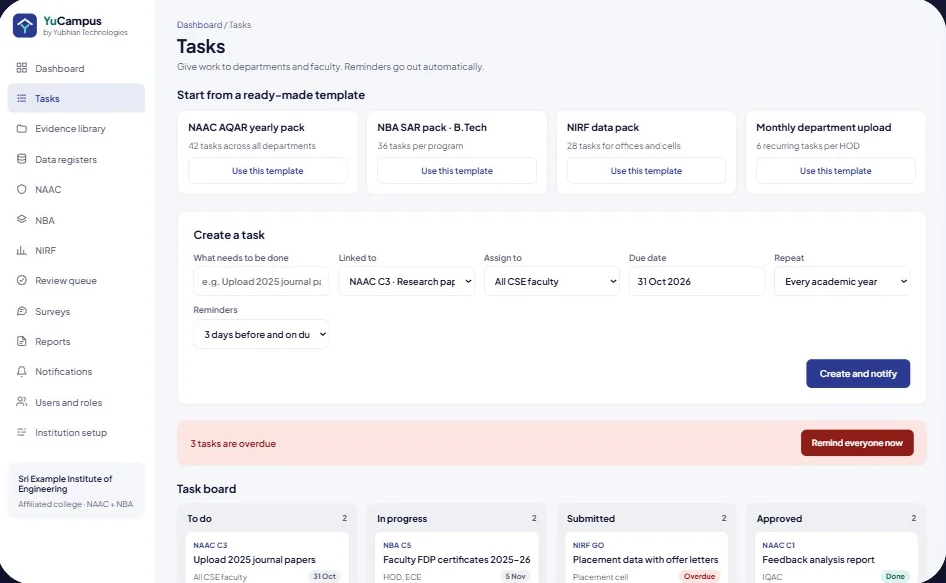 YuCampus
by Yubhian Technologies
Dashboard
Tasks
Evidence library
Data registers
NAAC
NBA
NIRF
Review queue
Surveys
Reports
Notifications
Users and roles
Institution setup
Sri Example Institute of
Engineering
Affiliated college · NAAC + NBA
Dashboard / Tasks
Tasks
Give work to departments and faculty. Reminders go out automatically.
Start from a ready-made template
NAAC AQAR yearly pack
42 tasks across all departments
Use this template
NBA SAR pack · B.Tech
36 tasks per program
Use this template
NIRF data pack
28 tasks for offices and cells
Use this template
Monthly department upload
6 recurring tasks per HOD
Use this template
Create a task
What needs to be done
e.g. Upload 2025 journal pa
Linked to
NAAC C3 · Research pap
Assign to
All CSE faculty
Due date
31 Oct 2026
Repeat
Every academic year
Reminders
3 days before and on du
Create and notify
3 tasks are overdue
Remind everyone now
Task board
To do 2
NAAC C3
Upload 2025 journal papers
All CSE faculty 31 Oct
In progress 2
NBA C5
Faculty FDP certificates 2025–26
HOD, ECE 5 Nov
Submitted 2
NIRF GO
Placement data with offer letters
Placement cell Overdue
Approved 2
NAAC C1
Feedback analysis report
IQAC Done